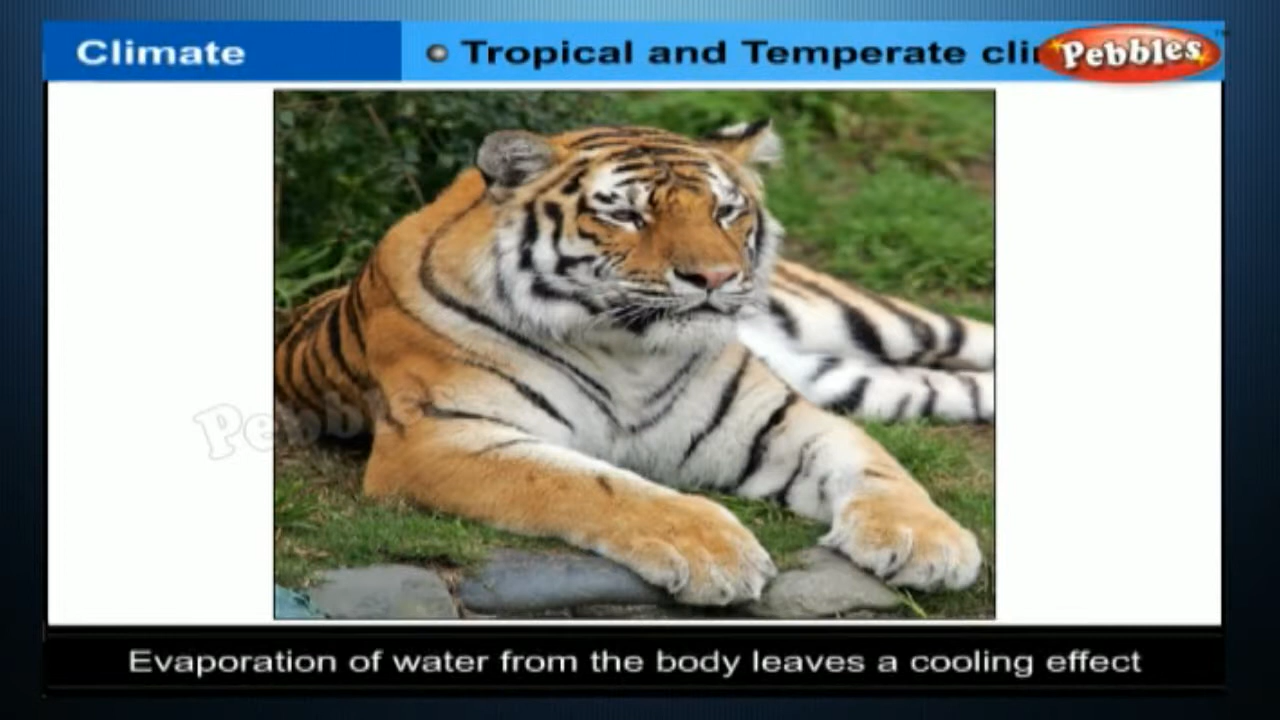 Climate
Tropical and Temperate cli
Pebbles
Pebbles
Evaporation of water from the body leaves a cooling effect